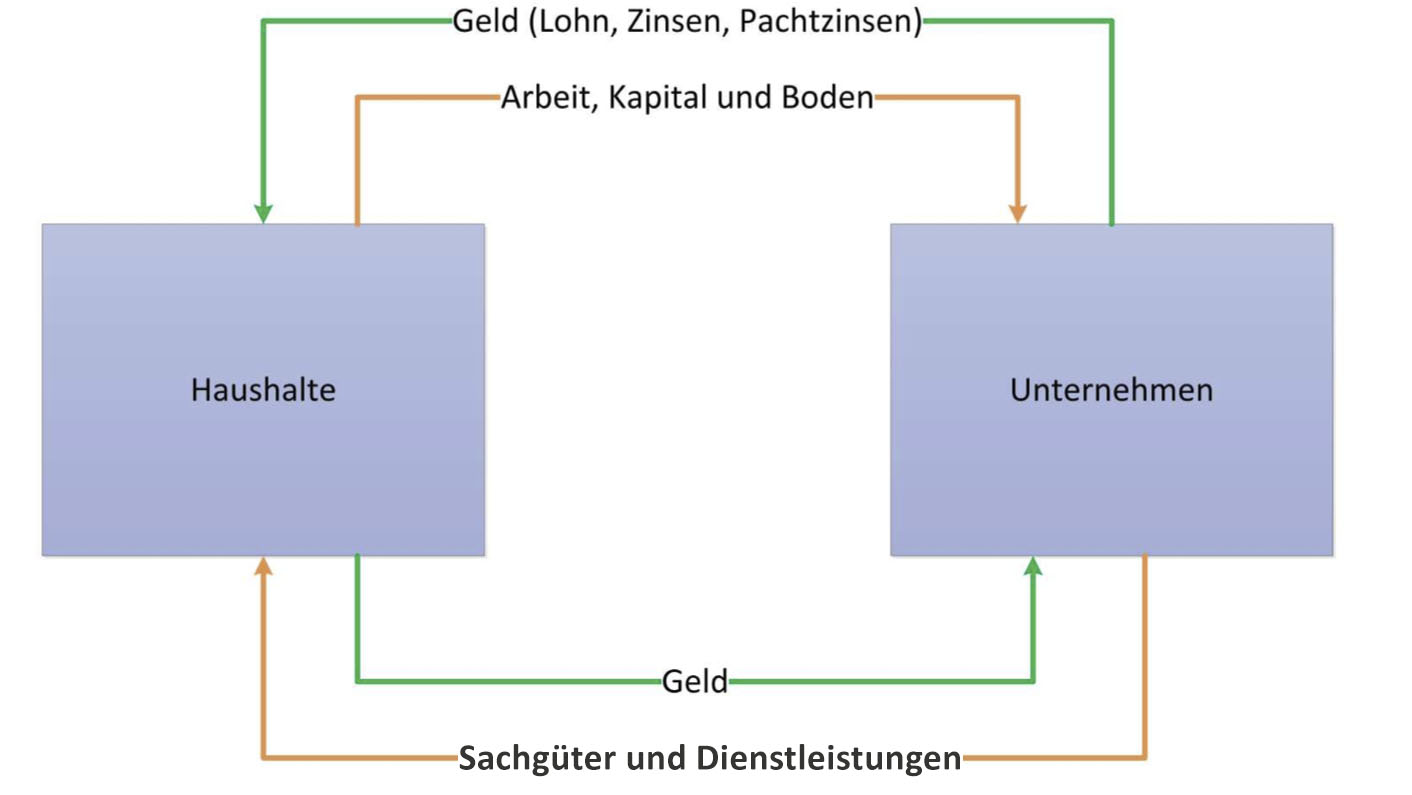 Geld (Lohn, Zinsen, Pachtzinsen)
Arbeit, Kapital und Boden
Haushalte
Unternehmen
Geld
Sachgüter und Dienstleistungen